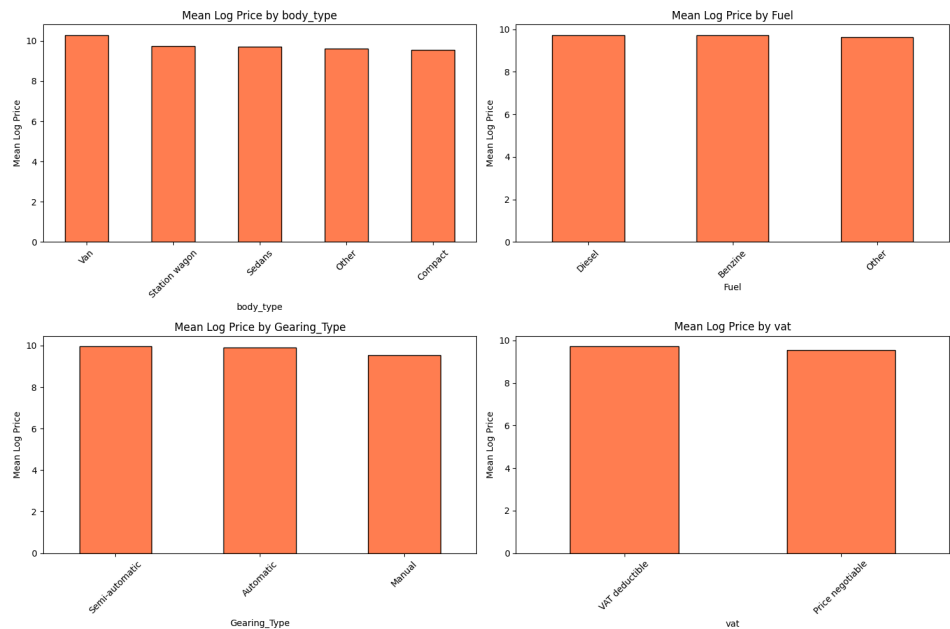 Mean Log Price by body_type
Mean Log Price
10
8
6
4
2
0
Van
Station wagon
Sedans
Other
Compact
body_type
Mean Log Price by Fuel
Mean Log Price
10
8
6
4
2
0
Diesel
Benzine
Other
Fuel
Mean Log Price by Gearing_Type
Mean Log Price
10
8
6
4
2
0
Semi-automatic
Automatic
Manual
Gearing_Type
Mean Log Price by vat
Mean Log Price
10
8
6
4
2
0
VAT deductible
Price negotiable
vat